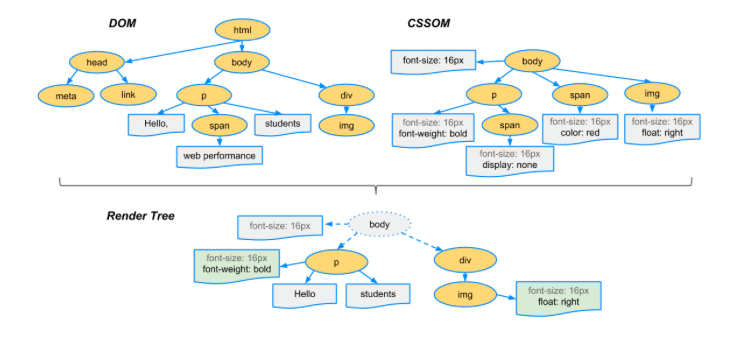 DOM
html
head
body
meta
link
p
div
Hello,
span
students
img
web performance
CSSOM
font-size: 16px
body
p
span
img
font-size: 16px
font-weight: bold
span
font-size: 16px
color: red
font-size: 16px
float: right
font-size: 16px
display: none
Render Tree
font-size: 16px
body
font-size: 16px
font-weight: bold
p
div
Hello
students
img
font-size: 16px
float: right